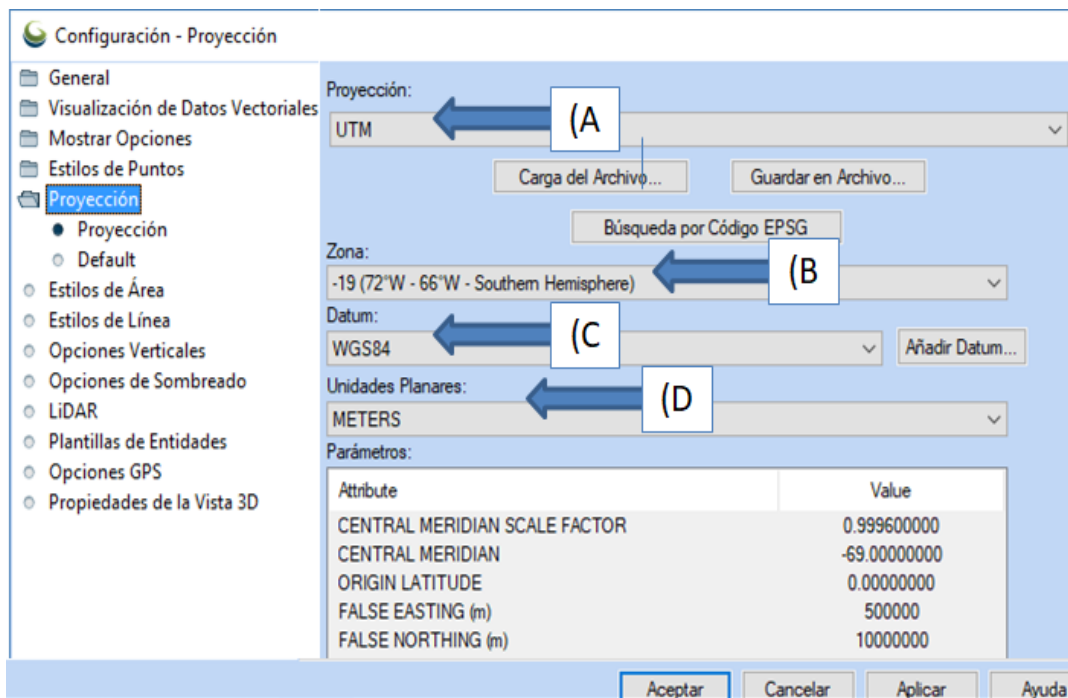 Configuración - Proyección
General
Visualización de Datos Vectoriales
Mostrar Opciones
Estilos de Puntos
Proyección
Proyección
Default
Estilos de Área
Estilos de Línea
Opciones Verticales
Opciones de Sombreado
LiDAR
Plantillas de Entidades
Opciones GPS
Propiedades de la Vista 3D
Proyección:
UTM
(A
Carga del Archivo...
Guardar en Archivo...
Búsqueda por Código EPSG
Zona:
-19 (72°W - 66°W - Southern Hemisphere)
(B
Datum:
WGS84
(C
Añadir Datum...
Unidades Planares:
METERS
(D
Parámetros:
Attribute Value
CENTRAL MERIDIAN SCALE FACTOR 0.999600000
CENTRAL MERIDIAN -69.00000000
ORIGIN LATITUDE 0.00000000
FALSE EASTING (m) 500000
FALSE NORTHING (m) 10000000
Aceptar Cancelar Aplicar Ayuda